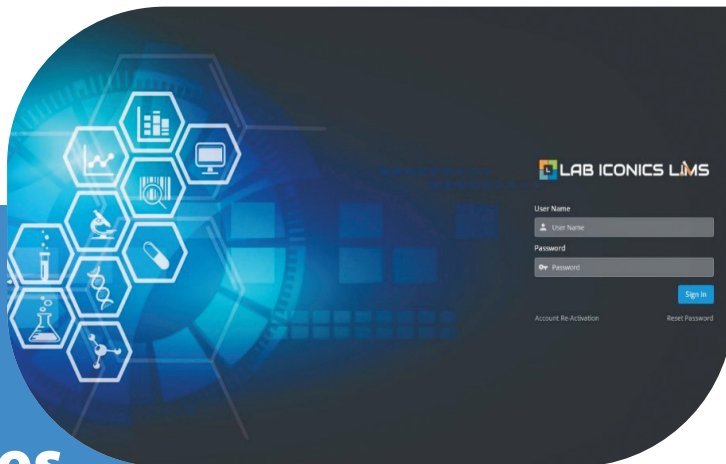 LAB ICONICS LiMS
User Name
User Name
Password
Password
Sign In
Account Re-Activation
Reset Password